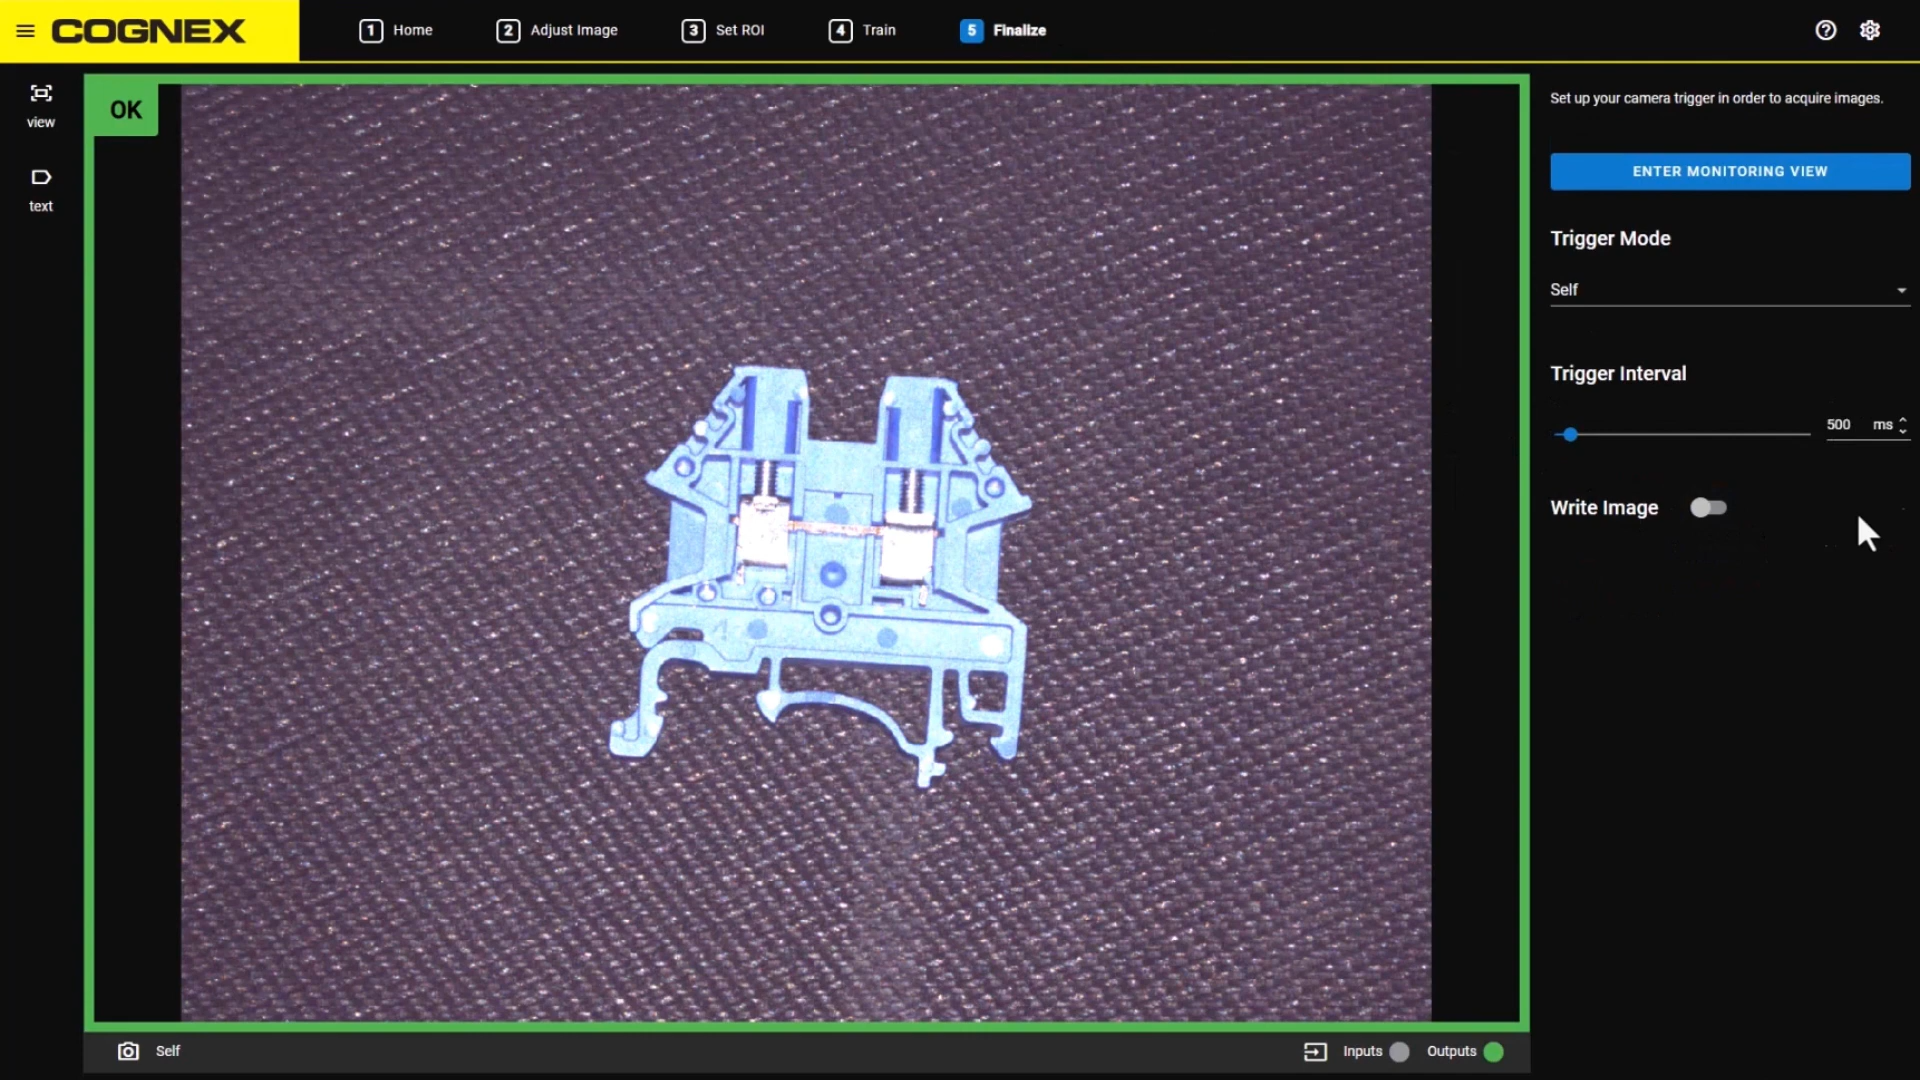 COGNEX
1 Home
2 Adjust Image
3 Set ROI
4 Train
5 Finalize
view
text
OK
Set up your camera trigger in order to acquire images.
ENTER MONITORING VIEW
Trigger Mode
Self
Trigger Interval
500 ms
Write Image
Self
Inputs
Outputs